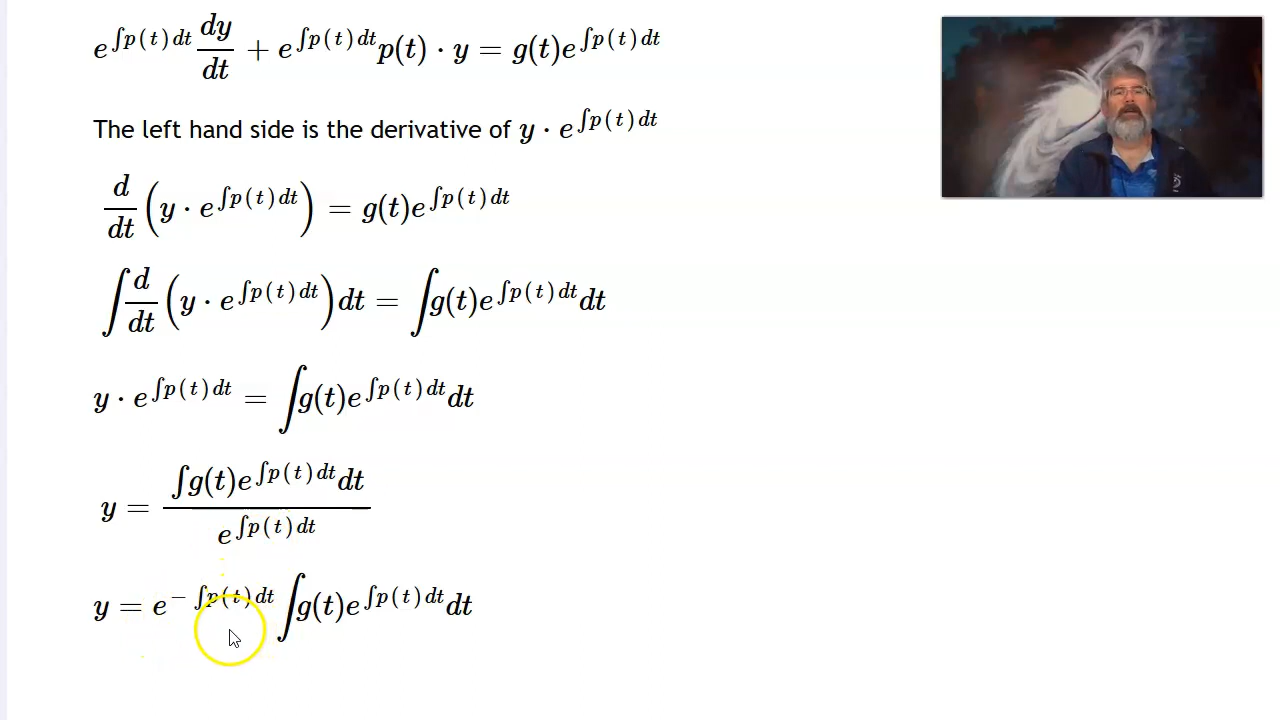 e^{∫p(t)dt} dy/dt + e^{∫p(t)dt} p(t) · y = g(t)e^{∫p(t)dt}
The left hand side is the derivative of y · e^{∫p(t)dt}
d/dt (y · e^{∫p(t)dt}) = g(t)e^{∫p(t)dt}
∫ d/dt (y · e^{∫p(t)dt}) dt = ∫ g(t)e^{∫p(t)dt} dt
y · e^{∫p(t)dt} = ∫ g(t)e^{∫p(t)dt} dt
y = ∫g(t)e^{∫p(t)dt} dt / e^{∫p(t)dt}
y = e^{− ∫p(t)dt} ∫ g(t)e^{∫p(t)dt} dt